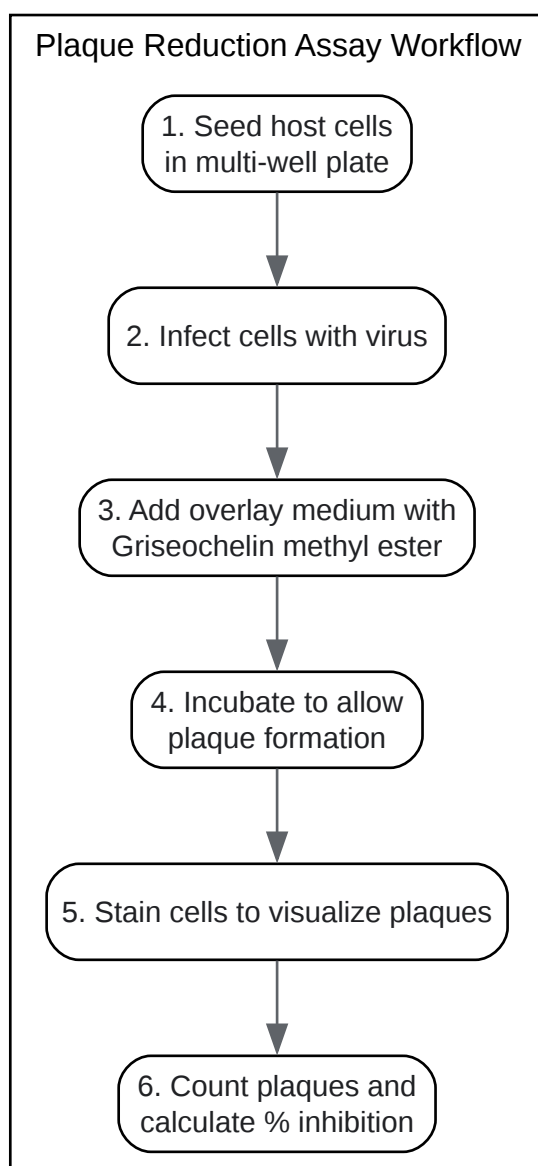 Plaque Reduction Assay Workflow
1. Seed host cells
in multi-well plate
2. Infect cells with virus
3. Add overlay medium with
Griseochelin methyl ester
4. Incubate to allow
plaque formation
5. Stain cells to visualize plaques
6. Count plaques and
calculate % inhibition